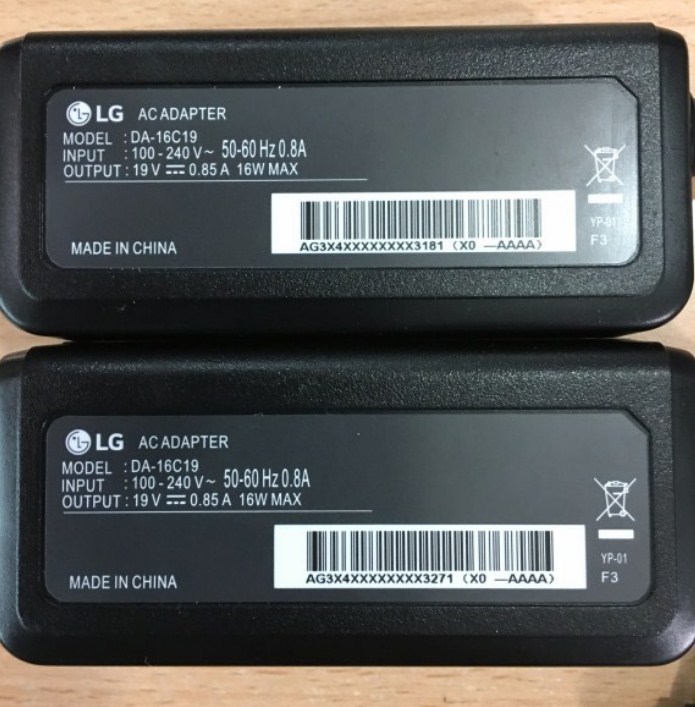 LG AC ADAPTER
MODEL : DA-16C19
INPUT : 100 - 240 V~ 50-60 Hz 0.8A
OUTPUT : 19 V ⎓ 0.85 A 16W MAX
MADE IN CHINA
AG3X4XXXXXXXX3181 (X0 —AAAA)
YP-01
F3
LG AC ADAPTER
MODEL : DA-16C19
INPUT : 100 - 240 V~ 50-60 Hz 0.8A
OUTPUT : 19 V ⎓ 0.85 A 16W MAX
MADE IN CHINA
AG3X4XXXXXXXX3271 (X0 —AAAA)
YP-01
F3